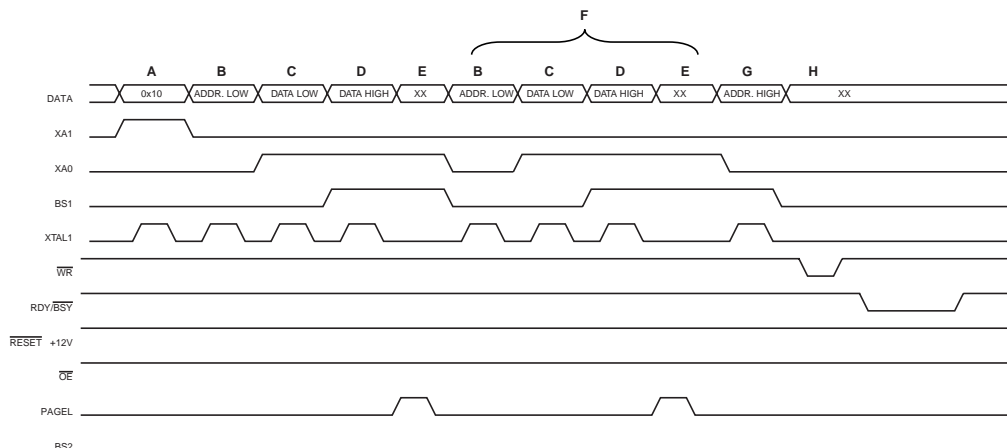 F
A B C D E B C D E G H
DATA 0x10 ADDR. LOW DATA LOW DATA HIGH XX ADDR. LOW DATA LOW DATA HIGH XX ADDR. HIGH XX
XA1
XA0
BS1
XTAL1
WR
RDY/BSY
RESET +12V
OE
PAGEL
BS2